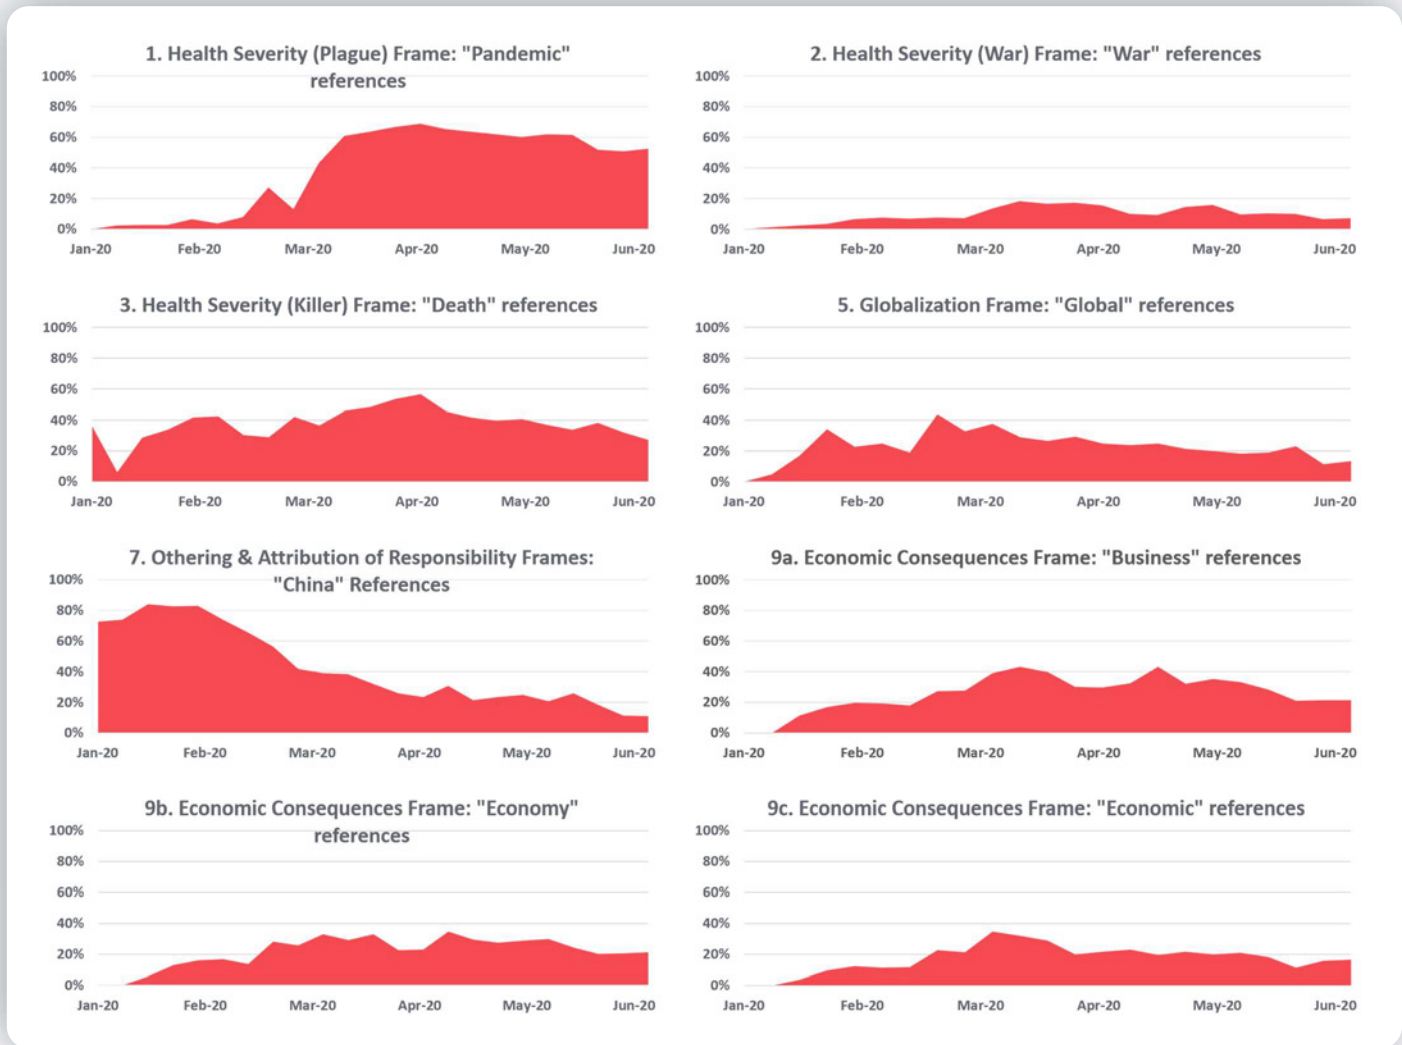 1. Health Severity (Plague) Frame: "Pandemic"
references
100%
80%
60%
40%
20%
0%
Jan-20 Feb-20 Mar-20 Apr-20 May-20 Jun-20
2. Health Severity (War) Frame: "War" references
100%
80%
60%
40%
20%
0%
Jan-20 Feb-20 Mar-20 Apr-20 May-20 Jun-20
3. Health Severity (Killer) Frame: "Death" references
100%
80%
60%
40%
20%
0%
Jan-20 Feb-20 Mar-20 Apr-20 May-20 Jun-20
5. Globalization Frame: "Global" references
100%
80%
60%
40%
20%
0%
Jan-20 Feb-20 Mar-20 Apr-20 May-20 Jun-20
7. Othering & Attribution of Responsibility Frames:
"China" References
100%
80%
60%
40%
20%
0%
Jan-20 Feb-20 Mar-20 Apr-20 May-20 Jun-20
9a. Economic Consequences Frame: "Business" references
100%
80%
60%
40%
20%
0%
Jan-20 Feb-20 Mar-20 Apr-20 May-20 Jun-20
9b. Economic Consequences Frame: "Economy"
references
100%
80%
60%
40%
20%
0%
Jan-20 Feb-20 Mar-20 Apr-20 May-20 Jun-20
9c. Economic Consequences Frame: "Economic" references
100%
80%
60%
40%
20%
0%
Jan-20 Feb-20 Mar-20 Apr-20 May-20 Jun-20